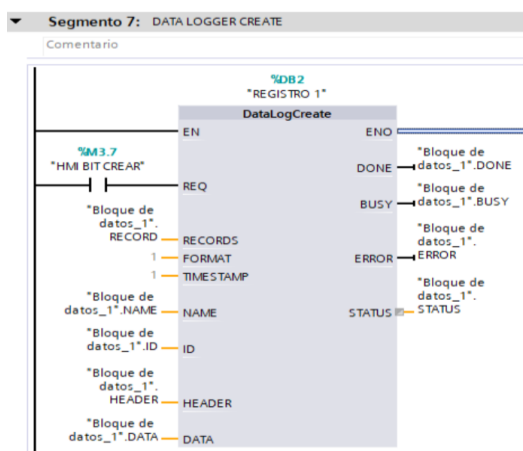 Segmento 7: DATA LOGGER CREATE
Comentario
%DB2
"REGISTRO 1"
DataLogCreate
EN
ENO
%M3.7
"HMI BIT CREAR"
REQ
"Bloque de
datos_1".DONE
DONE
"Bloque de
datos_1".BUSY
BUSY
"Bloque de
datos_1".
RECORD
RECORDS
1
FORMAT
"Bloque de
datos_1".
ERROR
ERROR
1
TIMESTAMP
"Bloque de
datos_1".NAME
NAME
"Bloque de
datos_1".
STATUS
STATUS
"Bloque de
datos_1".ID
ID
"Bloque de
datos_1".
HEADER
HEADER
"Bloque de
datos_1".DATA
DATA